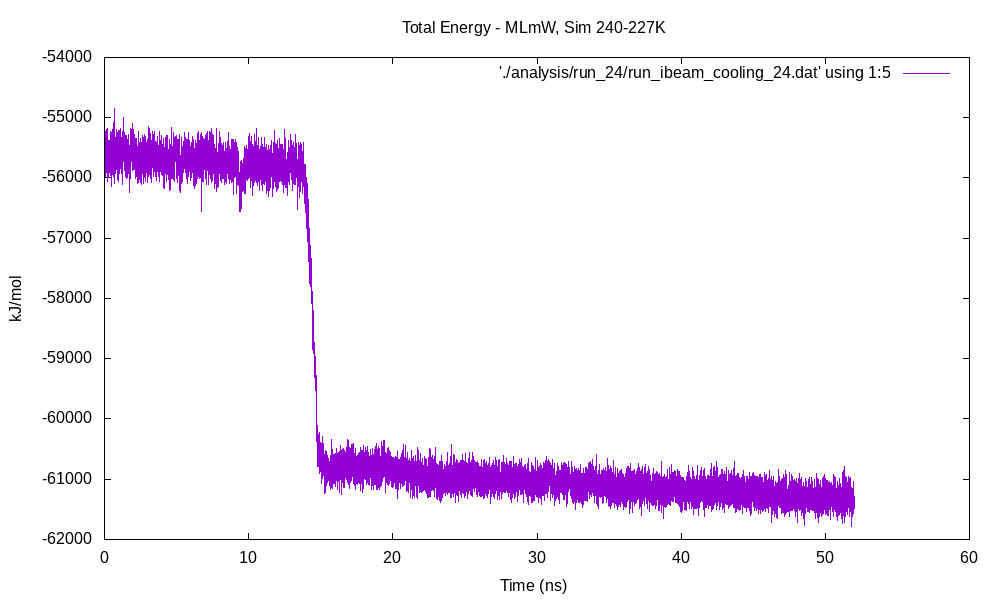 Total Energy - MLmW, Sim 240-227K
'./analysis/run_24/run_ibeam_cooling_24.dat' using 1:5
-54000
-55000
-56000
-57000
-58000
-59000
-60000
-61000
-62000
kJ/mol
0 10 20 30 40 50 60
Time (ns)